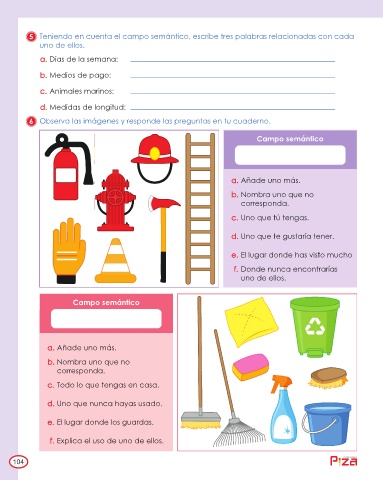 5 Teniendo en cuenta el campo semántico, escribe tres palabras relacionadas con cada
uno de ellos.
a. Días de la semana:
b. Medios de pago:
c. Animales marinos:
d. Medidas de longitud:
6 Observa las imágenes y responde las preguntas en tu cuaderno.
Campo semántico
a. Añade uno más.
b. Nombra uno que no
corresponda.
c. Uno que tú tengas.
d. Uno que te gustaría tener.
e. El lugar donde has visto mucho
f. Donde nunca encontrarías
uno de ellos.
Campo semántico
a. Añade uno más.
b. Nombra uno que no
corresponda.
c. Todo lo que tengas en casa.
d. Uno que nunca hayas usado.
e. El lugar donde los guardas.
f. Explica el uso de uno de ellos.
104